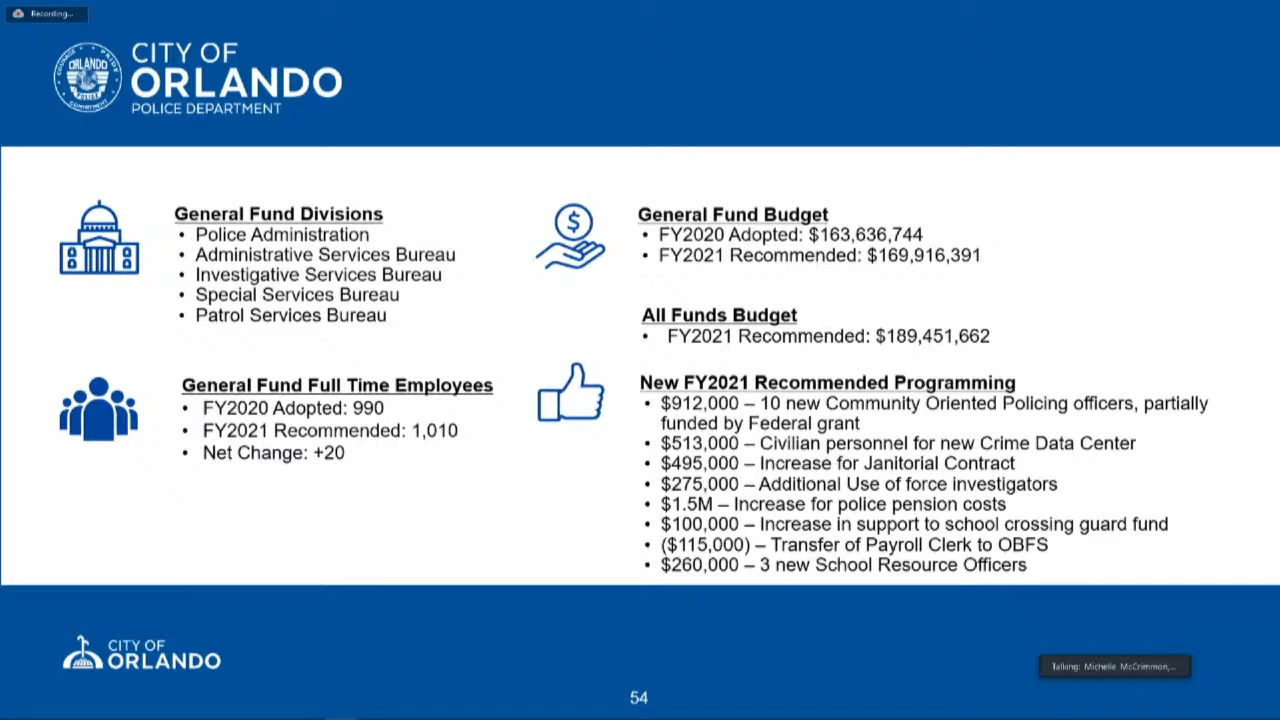 Recording...
CITY OF
ORLANDO
POLICE DEPARTMENT
ORLANDO
POLICE
COURAGE
PRIDE
COMMITMENT
General Fund Divisions
• Police Administration
• Administrative Services Bureau
• Investigative Services Bureau
• Special Services Bureau
• Patrol Services Bureau
General Fund Full Time Employees
• FY2020 Adopted: 990
• FY2021 Recommended: 1,010
• Net Change: +20
General Fund Budget
• FY2020 Adopted: $163,636,744
• FY2021 Recommended: $169,916,391
All Funds Budget
• FY2021 Recommended: $189,451,662
New FY2021 Recommended Programming
• $912,000 – 10 new Community Oriented Policing officers, partially
funded by Federal grant
• $513,000 – Civilian personnel for new Crime Data Center
• $495,000 – Increase for Janitorial Contract
• $275,000 – Additional Use of force investigators
• $1.5M – Increase for police pension costs
• $100,000 – Increase in support to school crossing guard fund
• ($115,000) – Transfer of Payroll Clerk to OBFS
• $260,000 – 3 new School Resource Officers
CITY OF
ORLANDO
Talking: Michelle McCrimmon,...
54